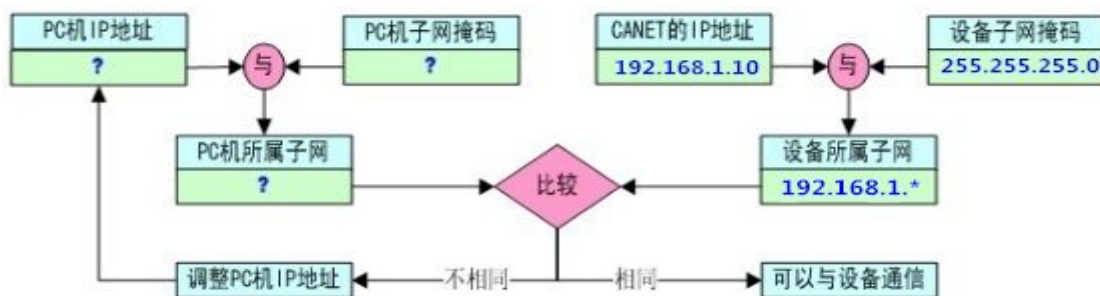 PC机IP地址
?
与
PC机子网掩码
?
CANET的IP地址
192.168.1.10
与
设备子网掩码
255.255.255.0
PC机所属子网
?
比较
设备所属子网
192.168.1.*
调整PC机IP地址
不相同
相同
可以与设备通信